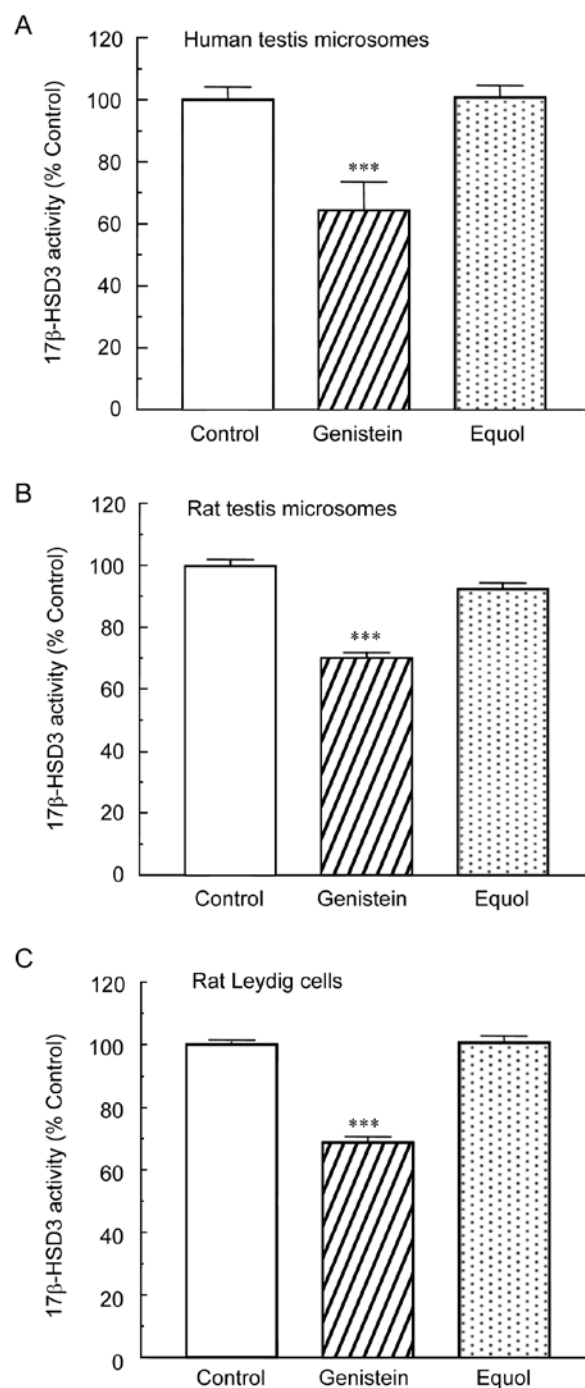 A
Human testis microsomes
17β-HSD3 activity (% Control)
120
100
80
60
40
20
0
***
Control Genistein Equol
B
Rat testis microsomes
17β-HSD3 activity (% Control)
120
100
80
60
40
20
0
***
Control Genistein Equol
C
Rat Leydig cells
17β-HSD3 activity (% Control)
120
100
80
60
40
20
0
***
Control Genistein Equol